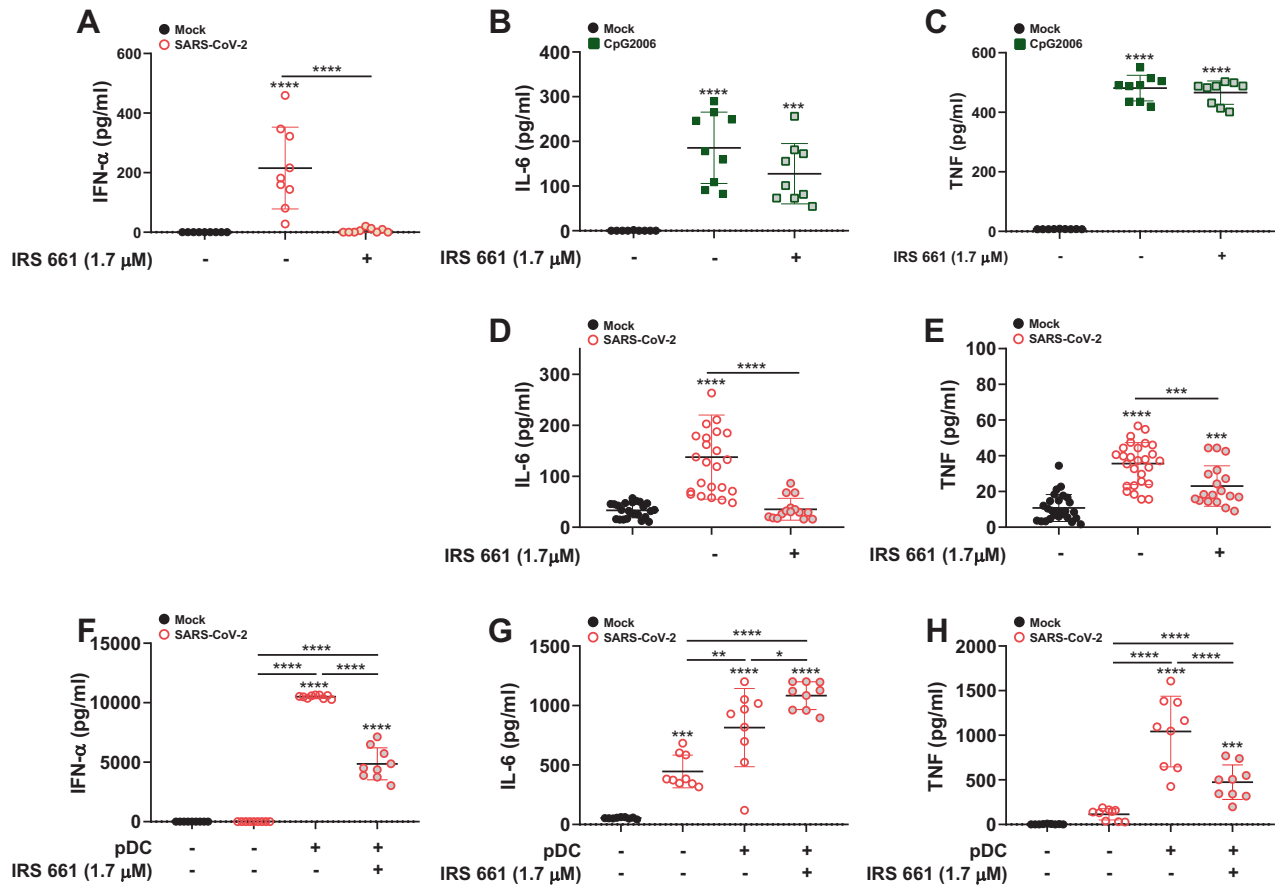 A
Mock
SARS-CoV-2
IFN-α (pg/ml)
600
400
200
0
****
****
IRS 661 (1.7 μM)
- - +
B
Mock
CpG2006
IL-6 (pg/ml)
400
300
200
100
0
****
***
IRS 661 (1.7 μM)
- - +
C
Mock
CpG2006
TNF (pg/ml)
600
400
200
0
****
****
IRS 661 (1.7 μM)
- - +
D
Mock
SARS-CoV-2
IL-6 (pg/ml)
300
200
100
0
****
****
IRS 661 (1.7μM)
- +
E
Mock
SARS-CoV-2
TNF (pg/ml)
100
80
60
40
20
0
***
****
***
IRS 661 (1.7μM)
- +
F
Mock
SARS-CoV-2
IFN-α (pg/ml)
15000
10000
5000
0
****
**** ****
****
****
pDC
- - + +
IRS 661 (1.7 μM)
- - - +
G
Mock
SARS-CoV-2
IL-6 (pg/ml)
1500
1000
500
0
****
** *
**** ****
***
pDC
- - + +
IRS 661 (1.7 μM)
- - - +
H
Mock
SARS-CoV-2
TNF (pg/ml)
2000
1500
1000
500
0
****
**** ****
****
***
pDC
- - + +
IRS 661 (1.7 μM)
- - - +